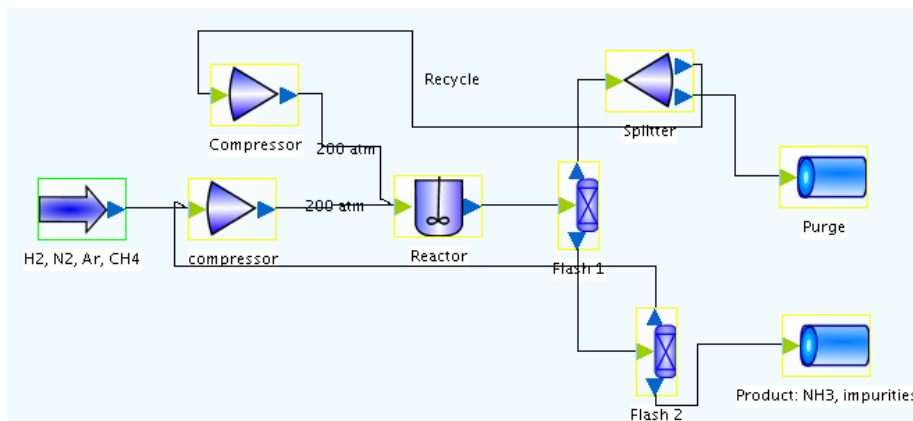 Recycle
Compressor
Splitter
200 atm
200 atm
H2, N2, Ar, CH4
compressor
Reactor
Flash 1
Purge
Flash 2
Product: NH3, impurities